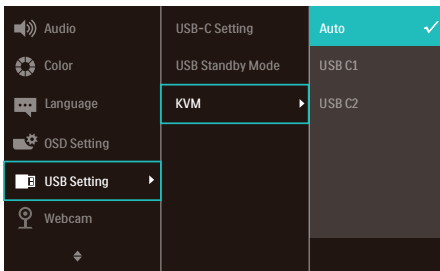 Audio
Color
Language
OSD Setting
USB Setting
Webcam
USB-C Setting
USB Standby Mode
KVM
Auto
USB C1
USB C2